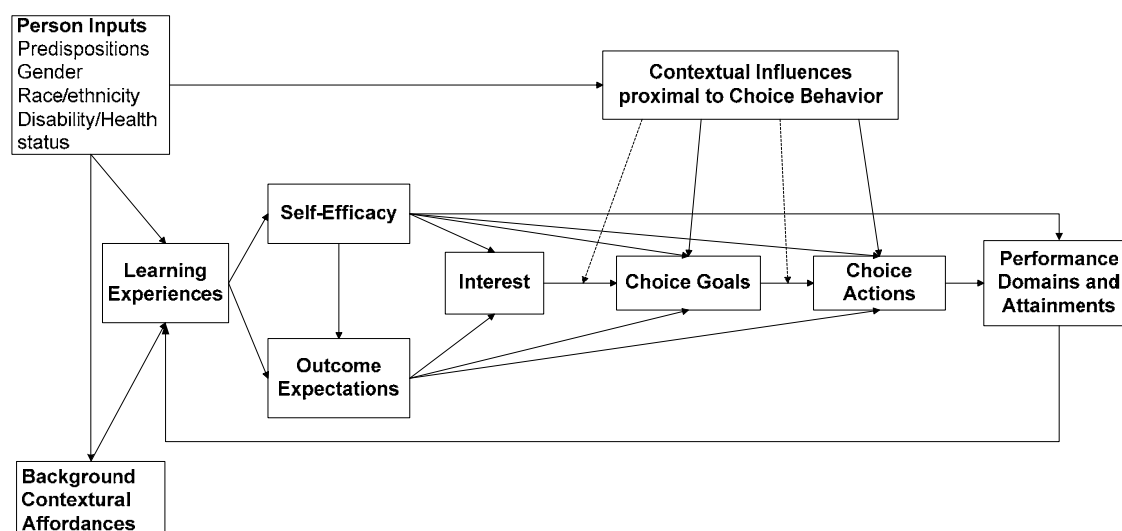 Person Inputs
Predispositions
Gender
Race/ethnicity
Disability/Health
status
Contextual Influences
proximal to Choice Behavior
Self-Efficacy
Learning
Experiences
Interest
Choice Goals
Choice
Actions
Performance
Domains and
Attainments
Outcome
Expectations
Background
Contextural
Affordances